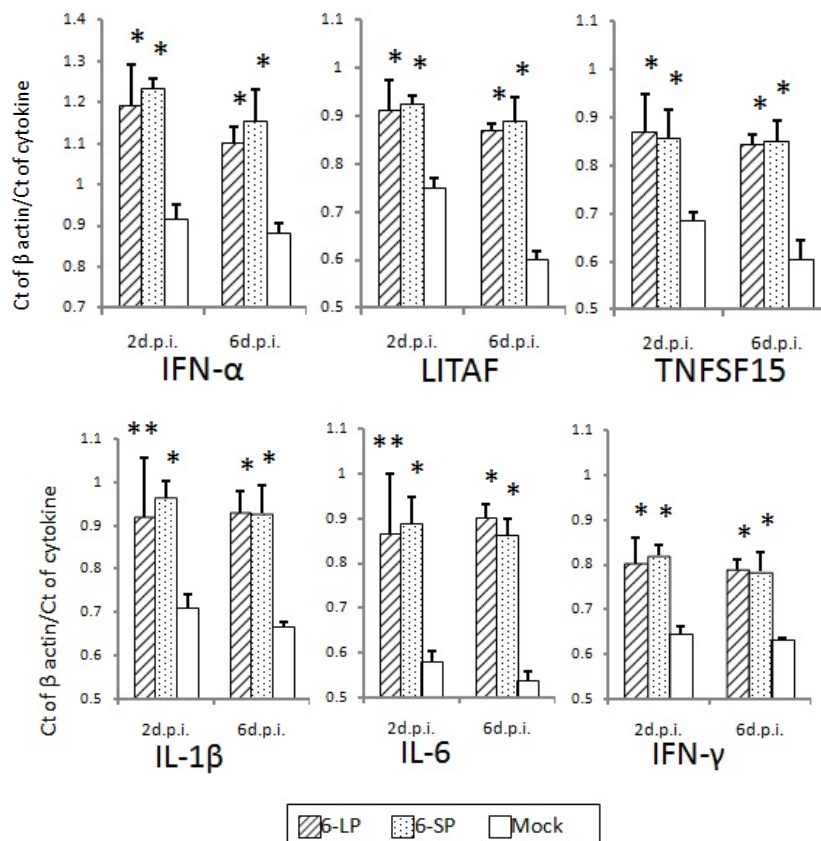 Ct of β actin/Ct of cytokine
1.4
1.3
1.2
1.1
1
0.9
0.8
0.7
* * * *
2d.p.i. 6d.p.i.
IFN-α
1.1
1
0.9
0.8
0.7
0.6
0.5
* * * *
2d.p.i. 6d.p.i.
LITAF
1.1
1
0.9
0.8
0.7
0.6
0.5
* * * *
2d.p.i. 6d.p.i.
TNFSF15
Ct of β actin/Ct of cytokine
1.1
1
0.9
0.8
0.7
0.6
0.5
** * * *
2d.p.i. 6d.p.i.
IL-1β
1.1
1
0.9
0.8
0.7
0.6
0.5
** * * *
2d.p.i. 6d.p.i.
IL-6
1.1
1
0.9
0.8
0.7
0.6
0.5
* * * *
2d.p.i. 6d.p.i.
IFN-γ
6-LP 6-SP Mock